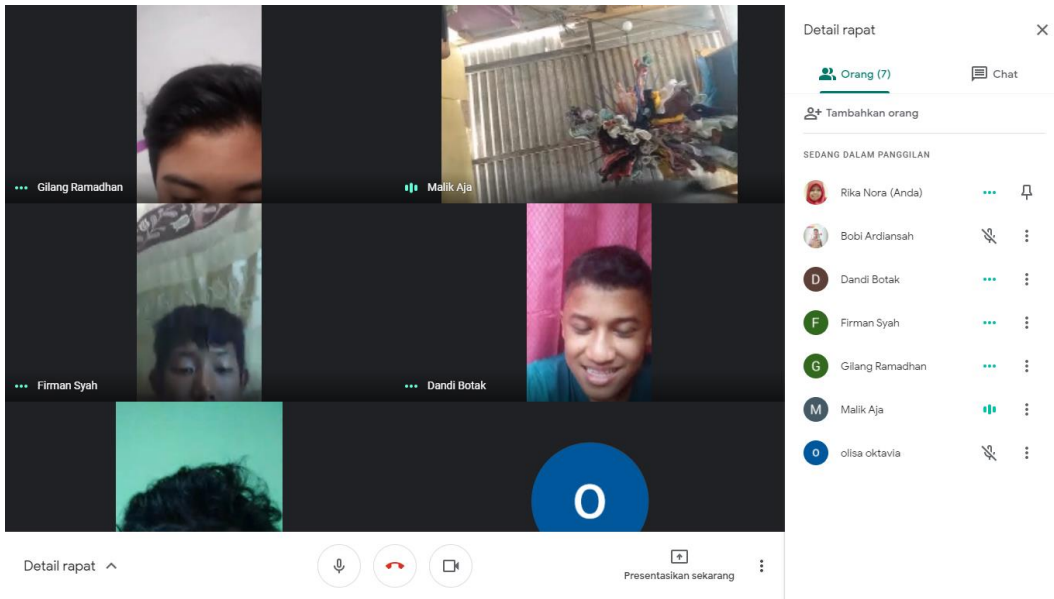 Gilang Ramadhan
Malik Aja
Firman Syah
Dandi Botak
O
Detail rapat
Presentasikan sekarang
Detail rapat
Orang (7)
Chat
Tambahkan orang
SEDANG DALAM PANGGILAN
Rika Nora (Anda)
Bobi Ardiansah
D Dandi Botak
F Firman Syah
G Gilang Ramadhan
M Malik Aja
o olisa oktavia